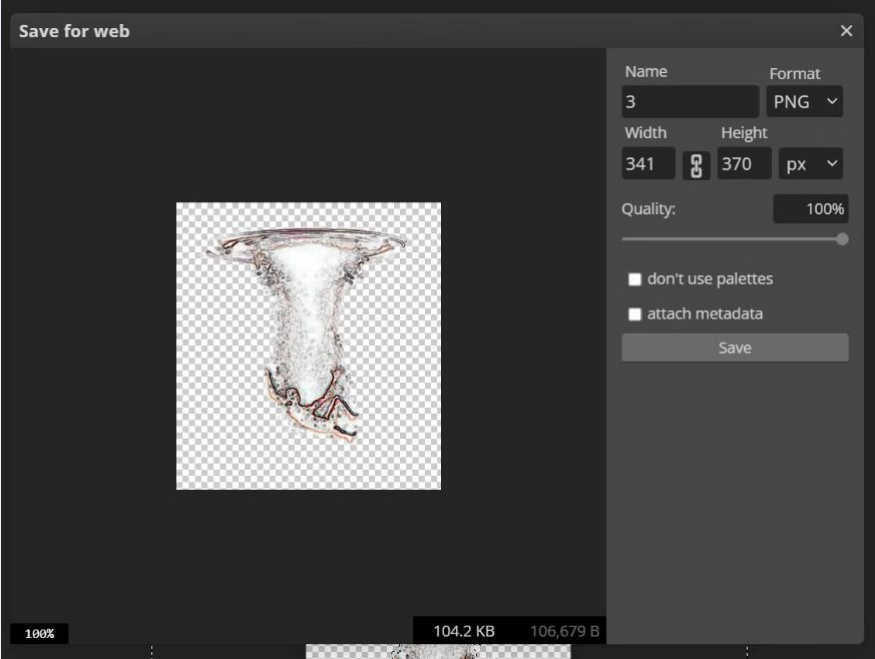 Save for web
Name Format
3 PNG
Width Height
341 370 px
Quality: 100%
don't use palettes
attach metadata
Save
100% 104.2 KB 106,679 B